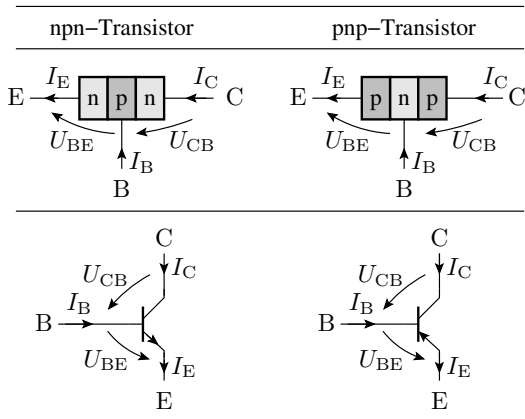 npn−Transistor pnp−Transistor
I_E I_C I_E I_C
E n p n C E p n p C
U_BE U_CB U_BE U_CB
I_B I_B
B B
C C
U_CB I_C U_CB I_C
I_B I_B
B B
U_BE I_E U_BE I_E
E E